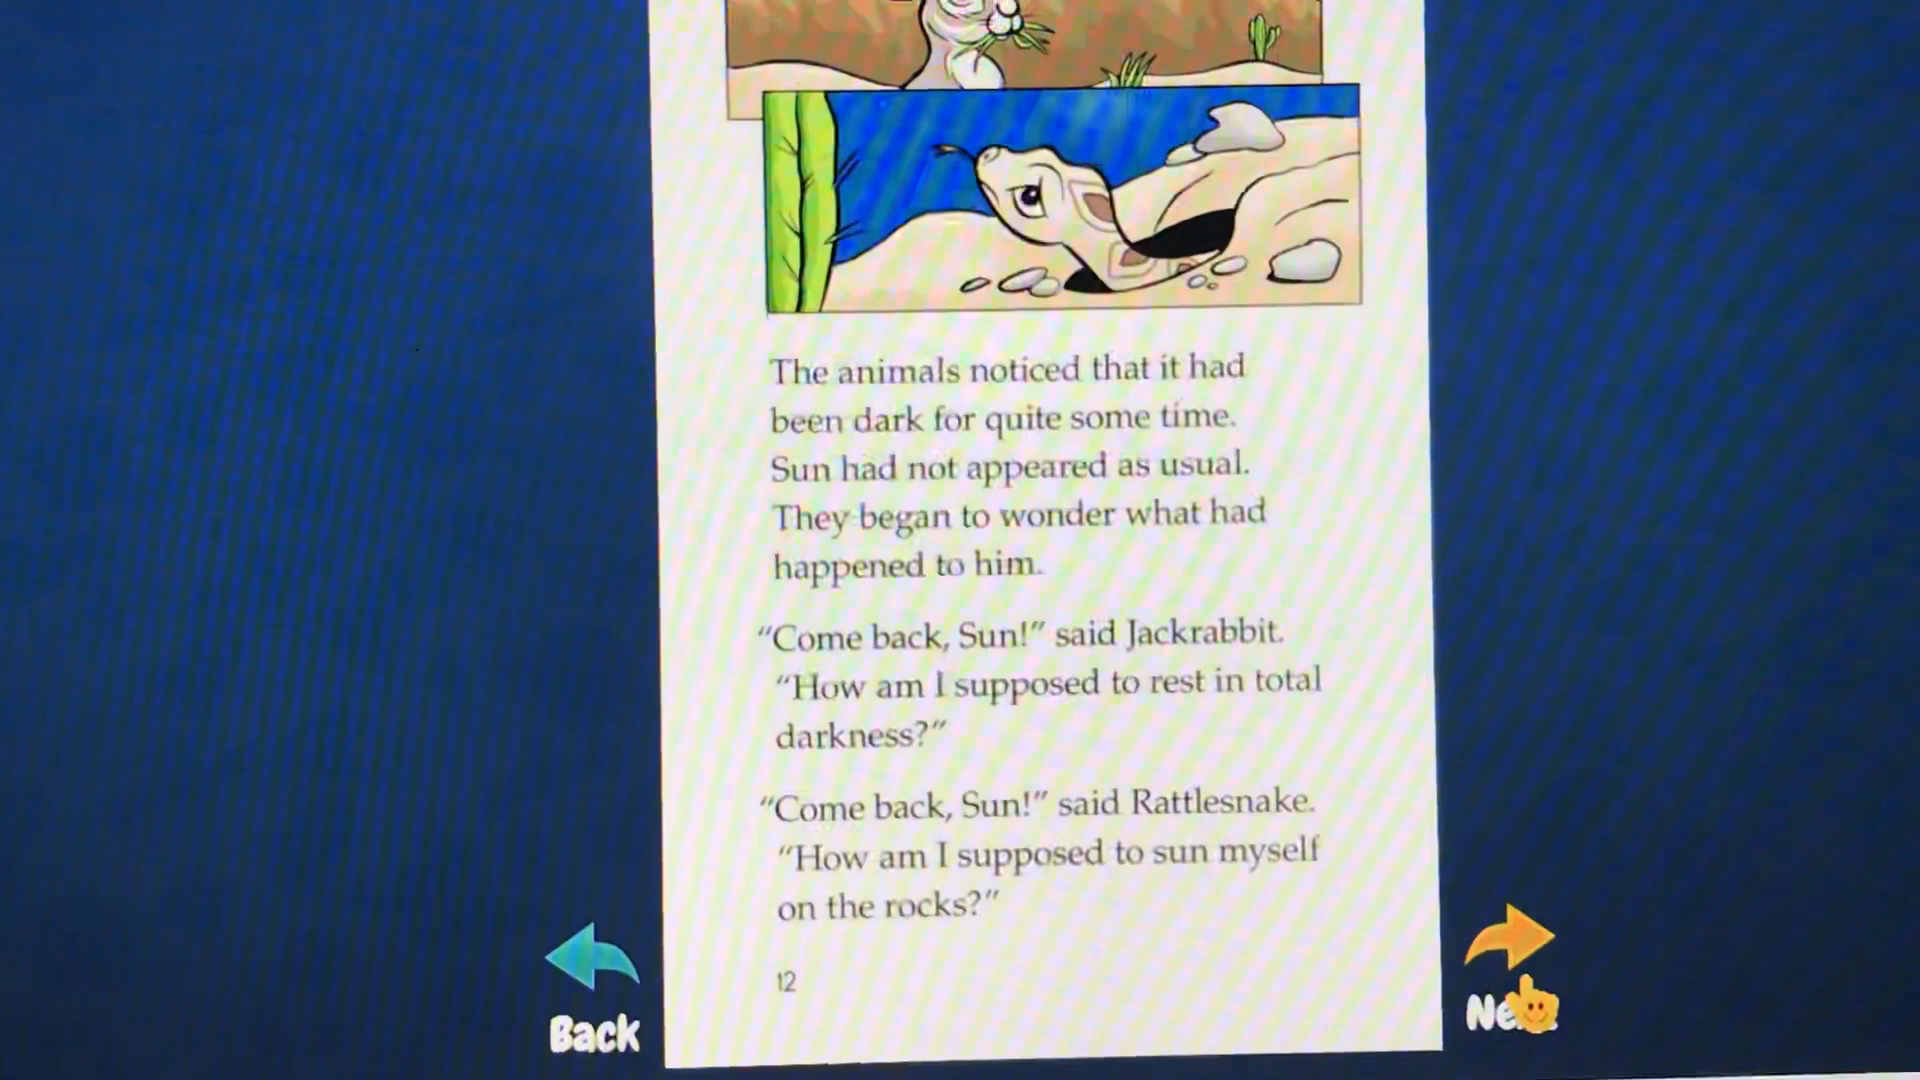 The animals noticed that it had
been dark for quite some time.
Sun had not appeared as usual.
They began to wonder what had
happened to him.
“Come back, Sun!” said Jackrabbit.
“How am I supposed to rest in total
darkness?”
“Come back, Sun!” said Rattlesnake.
“How am I supposed to sun myself
on the rocks?”
12
Back